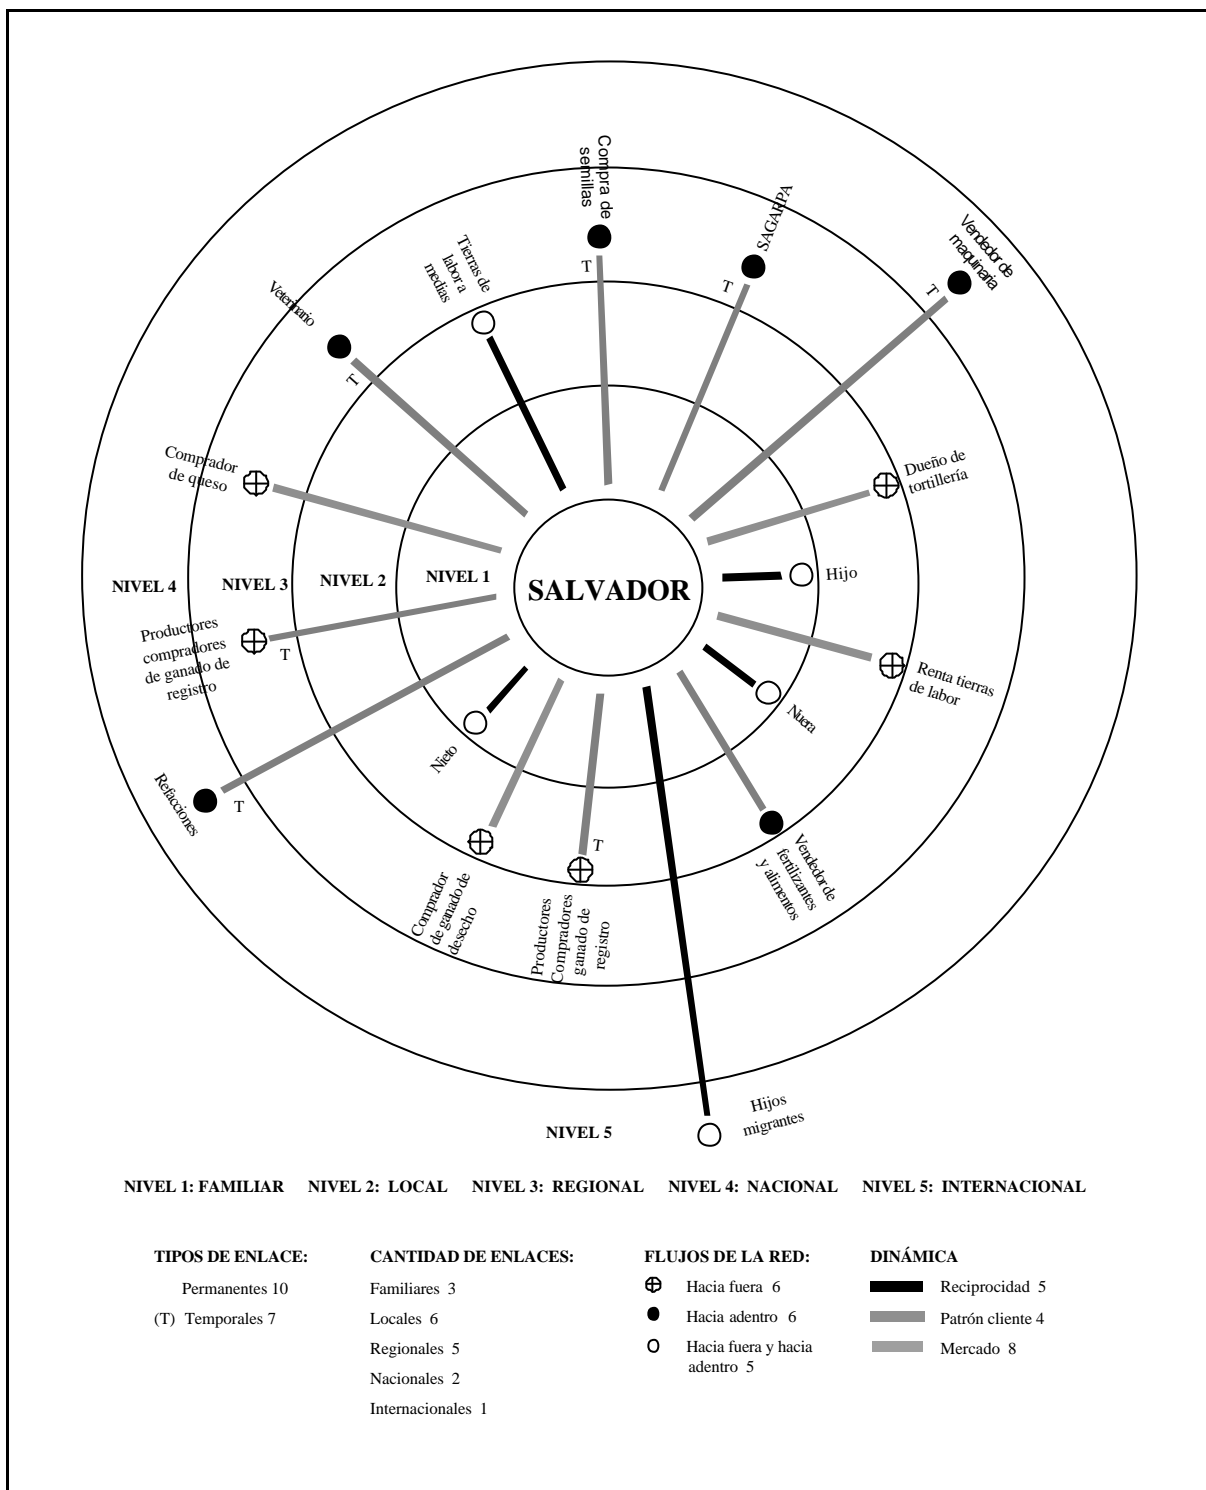 Compra de
semillas
SAGARPA
Vendedor de
maquinaria
Tierras de
labor a
medias
Veterinario
T
T
T
T
Comprador
de queso
Dueño de
tortillería
Hijo
NIVEL 4
NIVEL 3
NIVEL 2
NIVEL 1
SALVADOR
Productores
compradores
de ganado de
registro
T
Renta tierras
de labor
Nuera
Nieto
Refacciones
T
T
Comprador
de ganado de
desecho
Productores
Compradores
ganado de
registro
Vendedor de
fertilizantes
y alimentos
Hijos
migrantes
NIVEL 5
NIVEL 1: FAMILIAR NIVEL 2: LOCAL NIVEL 3: REGIONAL NIVEL 4: NACIONAL NIVEL 5: INTERNACIONAL
TIPOS DE ENLACE:
Permanentes 10
(T) Temporales 7
CANTIDAD DE ENLACES:
Familiares 3
Locales 6
Regionales 5
Nacionales 2
Internacionales 1
FLUJOS DE LA RED:
Hacia fuera 6
Hacia adentro 6
Hacia fuera y hacia
adentro 5
DINÁMICA
Reciprocidad 5
Patrón cliente 4
Mercado 8